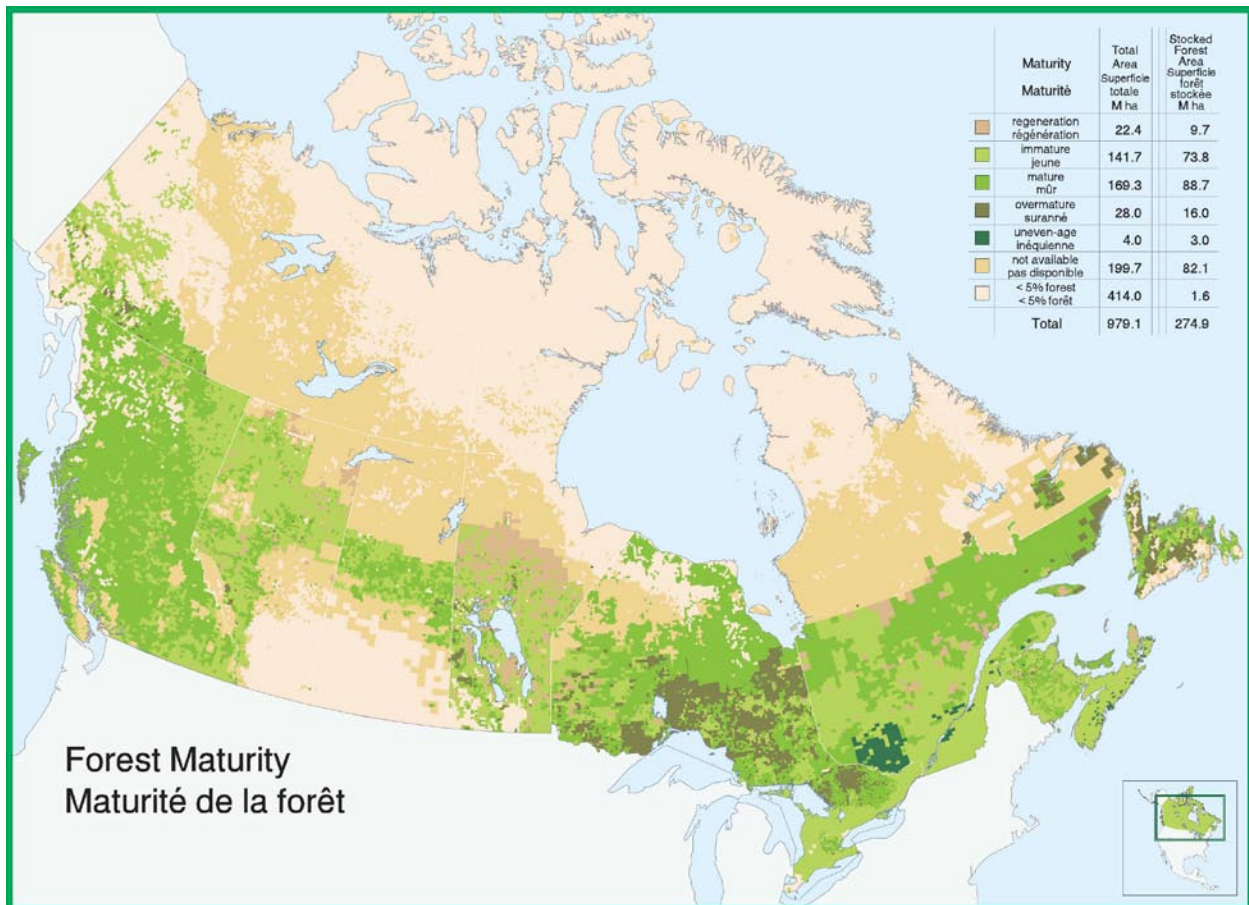 Maturity
Maturité
Total
Area
Superficie
totale
M ha
Stocked
Forest
Area
Superficie
forêt
stockée
M ha
regeneration
régénération
22.4
9.7
immature
jeune
141.7
73.8
mature
mûr
169.3
88.7
overmature
suranné
28.0
16.0
uneven-age
inéquienne
4.0
3.0
not available
pas disponible
199.7
82.1
< 5% forest
< 5% forêt
414.0
1.6
Total
979.1
274.9
Forest Maturity
Maturité de la forêt